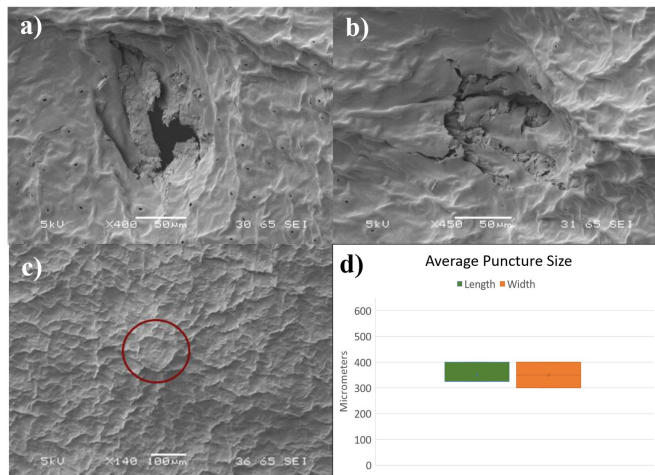 a)
5kV X400 50µm 30 65 SEI
b)
5kV X450 50µm 31 65 SEI
c)
5kV X140 100µm 36 65 SEI
d)
Average Puncture Size
Length Width
Micrometers
600
500
400
300
200
100
0